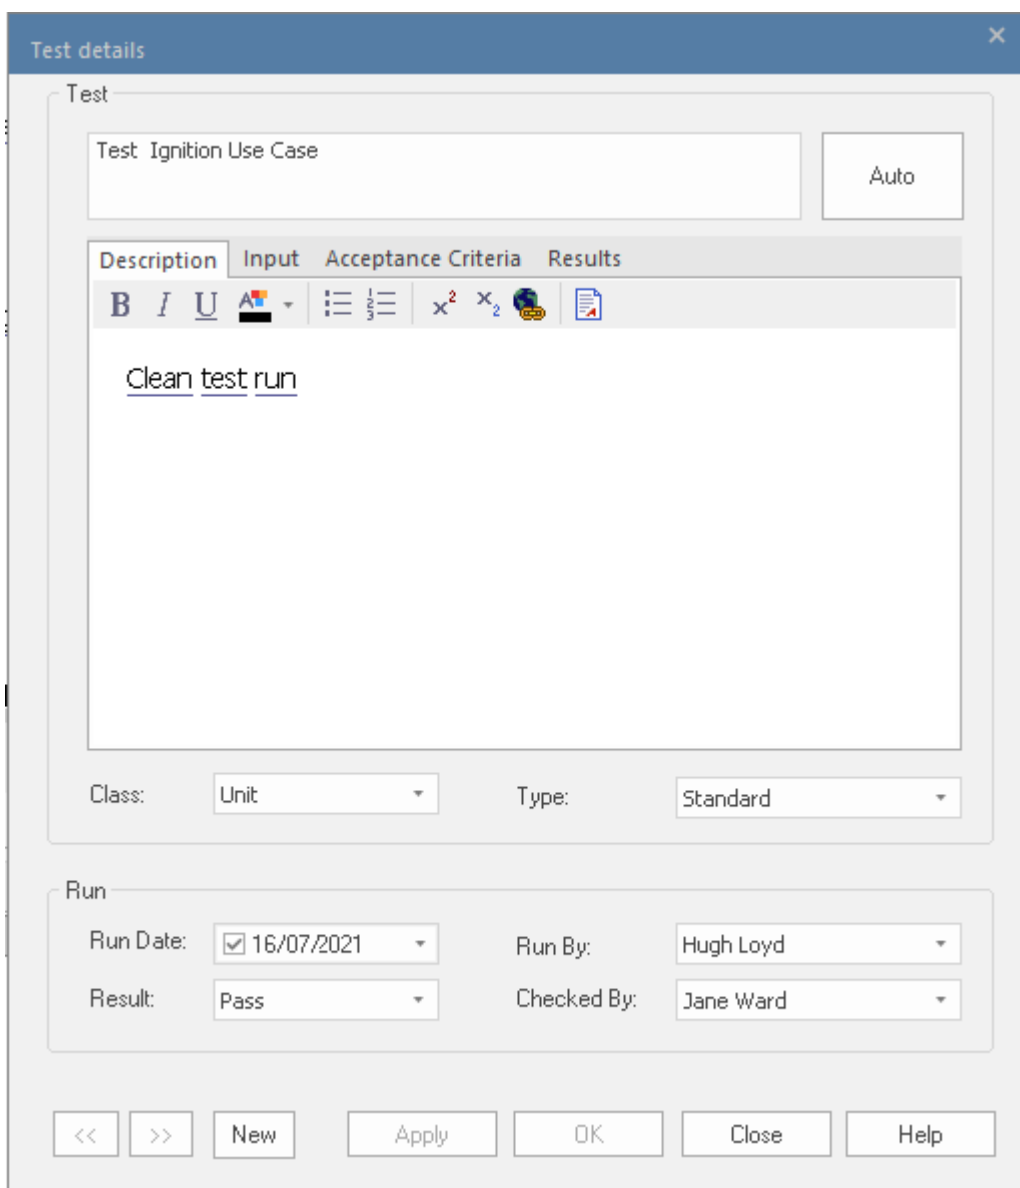 Test details
Test
Test  Ignition Use Case
Auto
Description Input Acceptance Criteria Results
B I U A x² x₂
Clean test run
Class: Unit Type: Standard
Run
Run Date: 16/07/2021 Run By: Hugh Loyd
Result: Pass Checked By: Jane Ward
<< >> New Apply OK Close Help